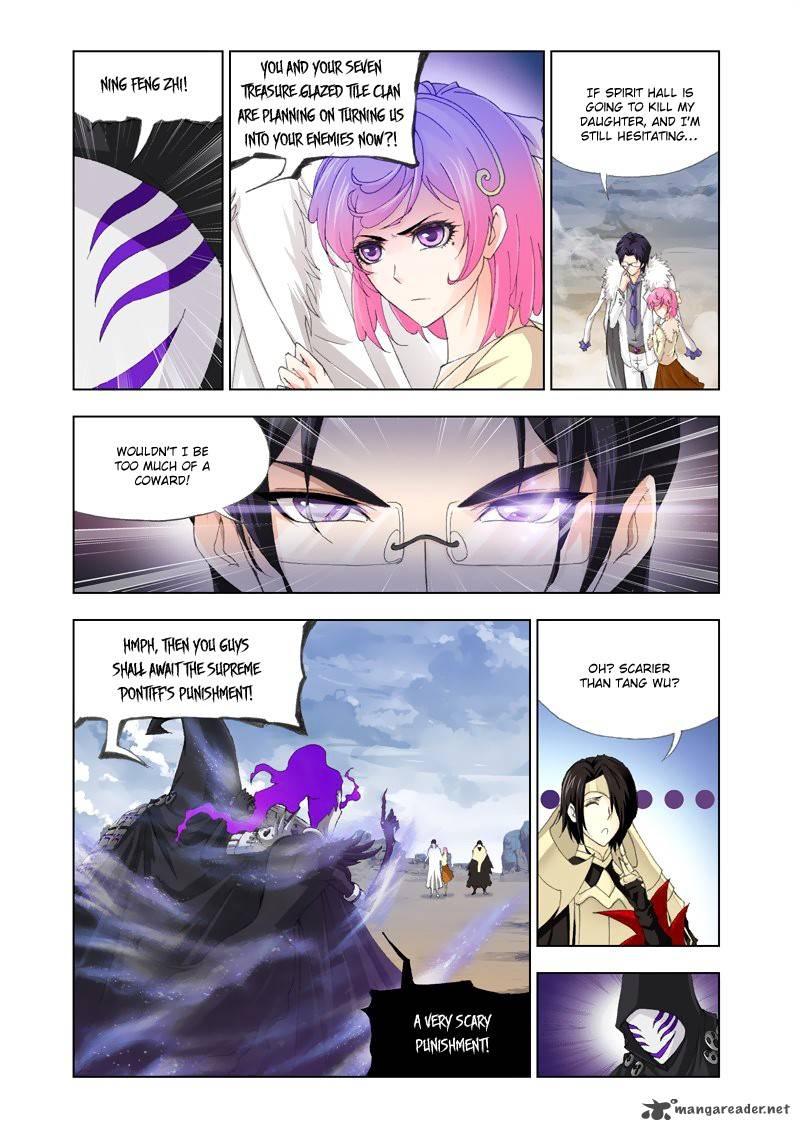 NING FENG ZHI!
YOU AND YOUR SEVEN
TREASURE GLAZED TILE CLAN
ARE PLANNING ON TURNING US
INTO YOUR ENEMIES NOW?!
IF SPIRIT HALL IS
GOING TO KILL MY
DAUGHTER, AND I'M
STILL HESITATING...
WOULDN'T I BE
TOO MUCH OF A
COWARD!
HMPH, THEN YOU GUYS
SHALL AWAIT THE SUPREME
PONTIFF'S PUNISHMENT!
OH? SCARIER
THAN TANG WU?
A VERY SCARY
PUNISHMENT!
mangareader.net